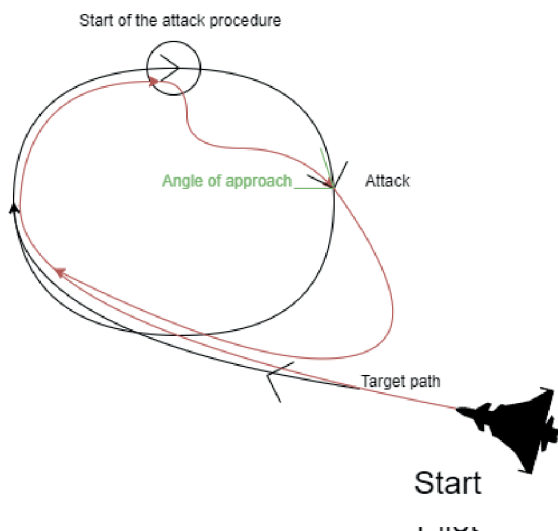 Start of the attack procedure
Angle of approach
Attack
Target path
Start